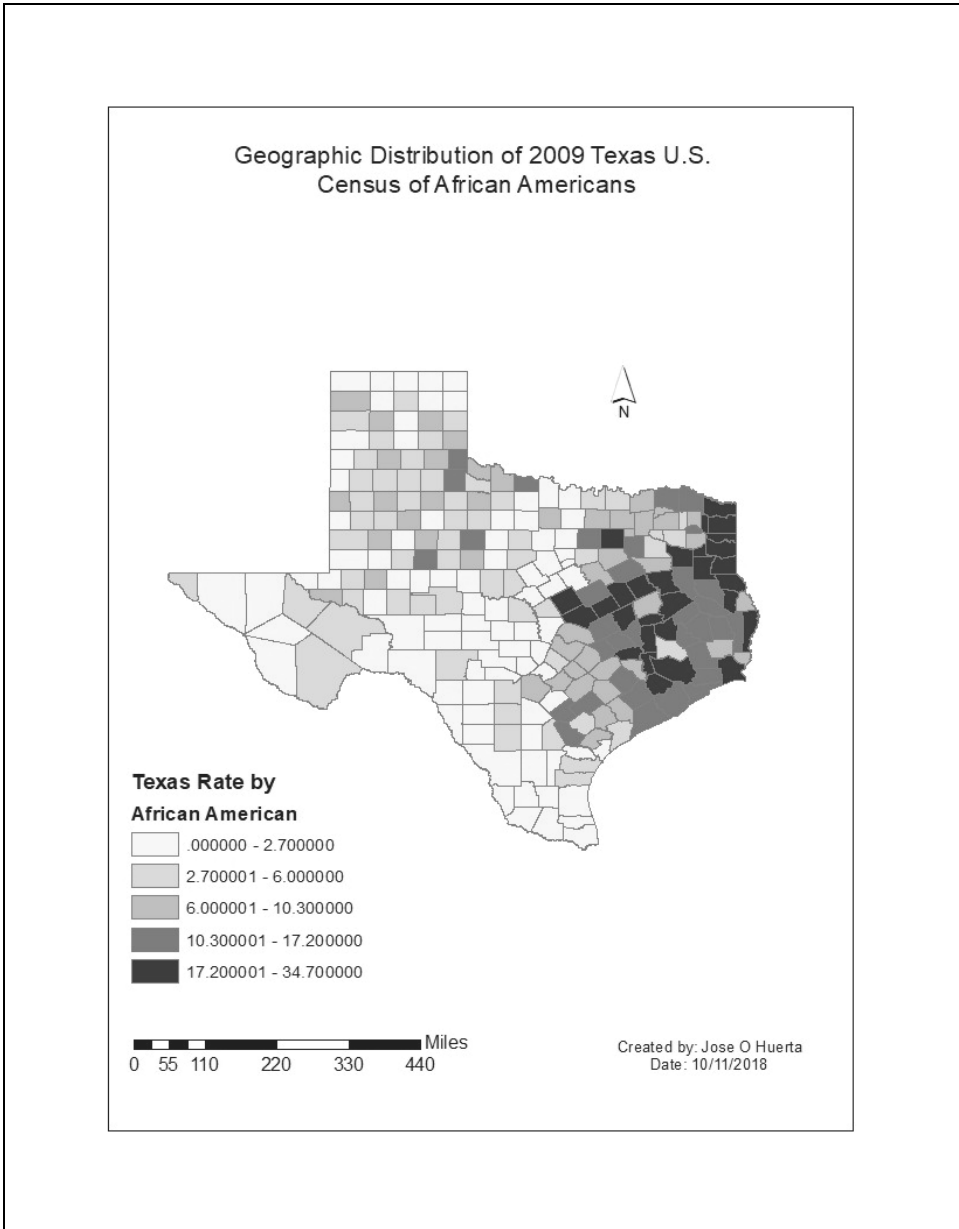 Geographic Distribution of 2009 Texas U.S.
Census of African Americans
N
Texas Rate by
African American
.000000 - 2.700000
2.700001 - 6.000000
6.000001 - 10.300000
10.300001 - 17.200000
17.200001 - 34.700000
Miles
0 55 110 220 330 440
Created by: Jose O Huerta
Date: 10/11/2018